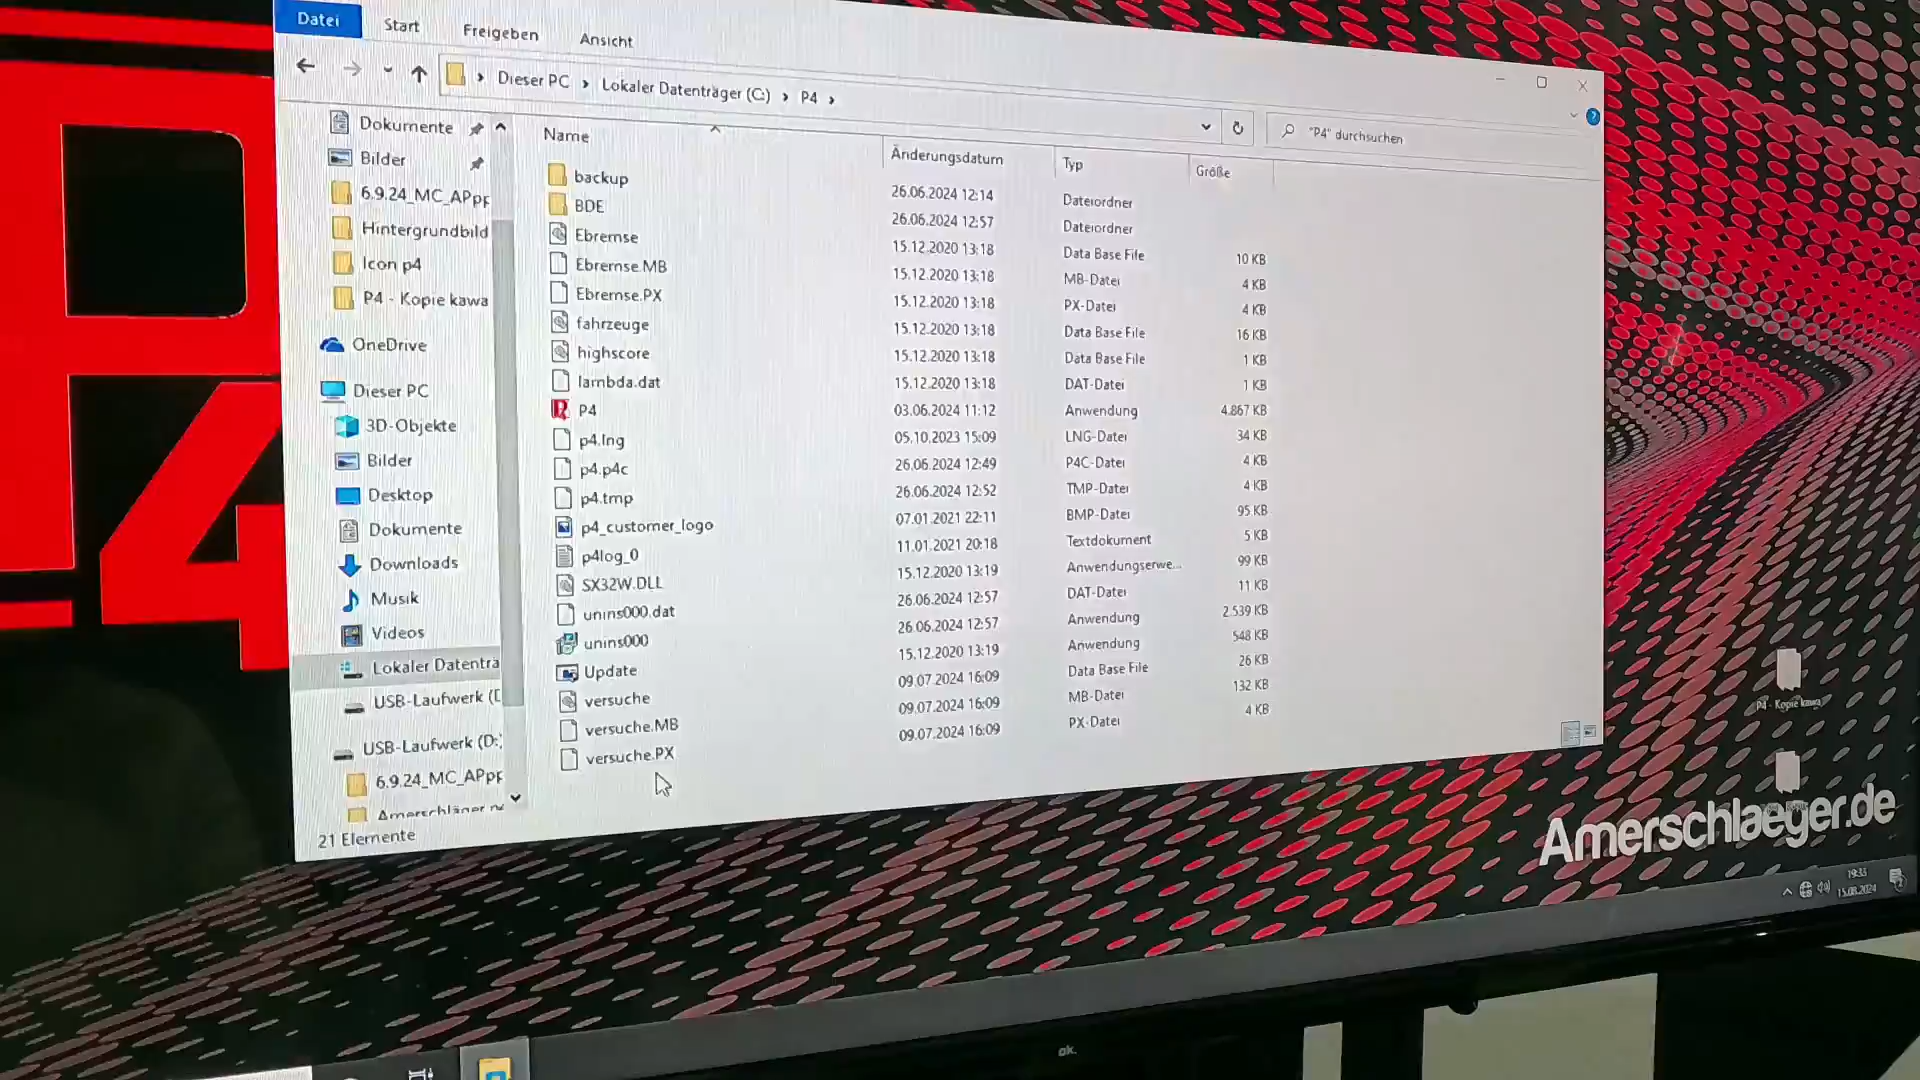 Datei Start Freigeben Ansicht
Dieser PC Lokaler Datenträger (C:) P4
"P4" durchsuchen
Dokumente
Bilder
6.9.24_MC_APpF
Hintergrundbild
Icon p4
P4 - Kopie kawa
OneDrive
Dieser PC
3D-Objekte
Bilder
Desktop
Dokumente
Downloads
Musik
Videos
Lokaler Datenträ
USB-Laufwerk (D
USB-Laufwerk (D:)
6.9.24_MC_APpF
21 Elemente
Name Änderungsdatum Typ Größe
backup 26.06.2024 12:14 Dateiordner
BDE 26.06.2024 12:57 Dateiordner
Ebremse 15.12.2020 13:18 Data Base File 10 KB
Ebremse.MB 15.12.2020 13:18 MB-Datei 4 KB
Ebremse.PX 15.12.2020 13:18 PX-Datei 4 KB
fahrzeuge 15.12.2020 13:18 Data Base File 16 KB
highscore 15.12.2020 13:18 Data Base File 1 KB
lambda.dat 15.12.2020 13:18 DAT-Datei 1 KB
P4 03.06.2024 11:12 Anwendung 4.867 KB
p4.lng 05.10.2023 15:09 LNG-Datei 34 KB
p4.p4c 26.06.2024 12:49 P4C-Datei 4 KB
p4.tmp 26.06.2024 12:52 TMP-Datei 4 KB
p4_customer_logo 07.01.2021 22:11 BMP-Datei 95 KB
p4log_0 11.01.2021 20:18 Textdokument 5 KB
SX32W.DLL 15.12.2020 13:19 Anwendungserwe... 99 KB
unins000.dat 26.06.2024 12:57 DAT-Datei 11 KB
unins000 26.06.2024 12:57 Anwendung 2.539 KB
Update 15.12.2020 13:19 Anwendung 548 KB
versuche 09.07.2024 16:09 Data Base File 26 KB
versuche.MB 09.07.2024 16:09 MB-Datei 132 KB
versuche.PX 09.07.2024 16:09 PX-Datei 4 KB
P4 - Kopie kawa
Amerschlaeger.de
19:33
15.08.2024
P4
ok.